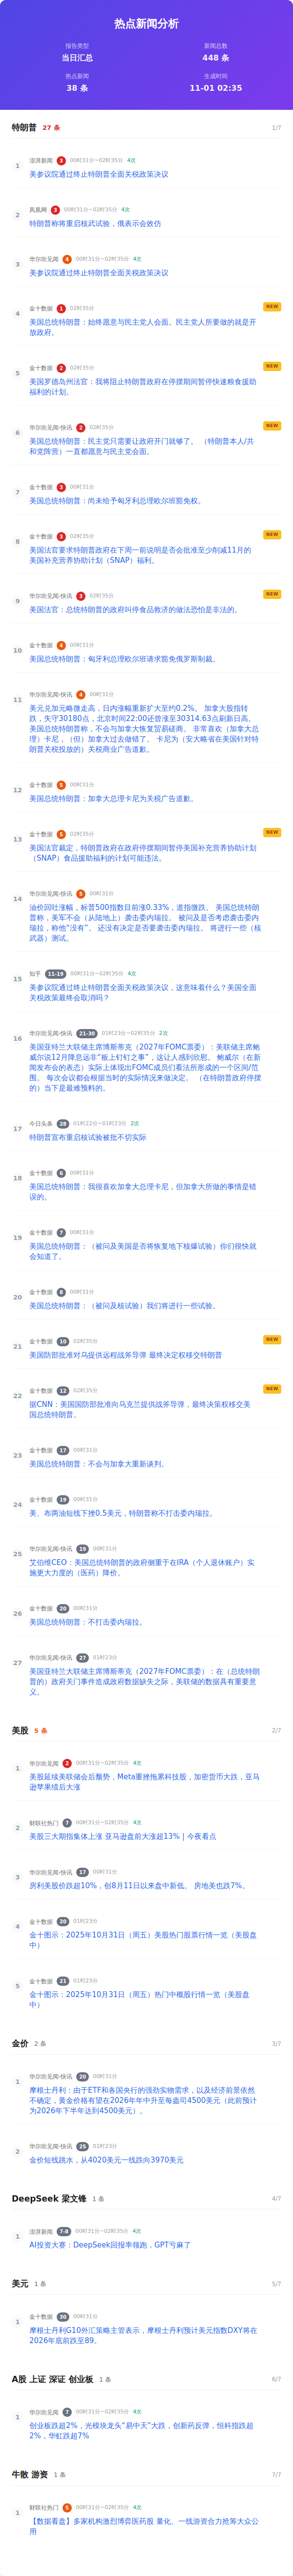 热点新闻分析
报告类型
新闻总数
当日汇总
448 条
热点新闻
生成时间
38 条
11-01 02:35
特朗普 27 条 1/7
1
澎湃新闻 3 00时31分~02时35分 4次
美参议院通过终止特朗普全面关税政策决议
2
凤凰网 3 00时31分~02时35分 4次
特朗普称将重启核武试验，俄表示会效仿
3
华尔街见闻 4 00时31分~02时35分 4次
美参议院通过终止特朗普全面关税政策决议
4
金十数据 1 02时35分 NEW
美国总统特朗普：始终愿意与民主党人会面。民主党人所要做的就是开
放政府。
5
金十数据 2 02时35分 NEW
美国罗德岛州法官：我将阻止特朗普政府在停摆期间暂停快速粮食援助
福利的计划。
6
华尔街见闻-快讯 2 02时35分 NEW
美国总统特朗普：民主党只需要让政府开门就够了。 （特朗普本人/共
和党阵营）一直都愿意与民主党会面。
7
金十数据 3 00时31分
美国总统特朗普：尚未给予匈牙利总理欧尔班豁免权。
8
金十数据 3 02时35分 NEW
美国法官要求特朗普政府在下周一前说明是否会批准至少削减11月的
美国补充营养协助计划（SNAP）福利。
9
华尔街见闻-快讯 3 02时35分 NEW
美国法官：总统特朗普的政府叫停食品救济的做法恐怕是非法的。
10
金十数据 4 00时31分
美国总统特朗普：匈牙利总理欧尔班请求豁免俄罗斯制裁。
11
华尔街见闻-快讯 4 00时31分
美元兑加元略微走高，日内涨幅重新扩大至约0.2%。 加拿大股指转
跌，失守30180点，北京时间22:00还曾涨至30314.63点刷新日高。
美国总统特朗普称，不会与加拿大恢复贸易磋商。 非常喜欢（加拿大总
理）卡尼，（但）加拿大过去做错了。 卡尼为（安大略省在美国针对特
朗普关税投放的）关税商业广告道歉。
12
金十数据 5 00时31分
美国总统特朗普：加拿大总理卡尼为关税广告道歉。
13
金十数据 5 02时35分 NEW
美国法官裁定，特朗普政府在政府停摆期间暂停美国补充营养协助计划
（SNAP）食品援助福利的计划可能违法。
14
华尔街见闻-快讯 5 00时31分
油价回吐涨幅，标普500指数目前涨0.33%，道指微跌。 美国总统特朗
普称，美军不会（从陆地上）袭击委内瑞拉。 被问及是否考虑袭击委内
瑞拉，称他“没有”。 还没有决定是否要袭击委内瑞拉。 将进行一些（核
武器）测试。
15
知乎 11-19 00时31分~02时35分 4次
美参议院通过终止特朗普全面关税政策决议，这意味着什么？美国全面
关税政策最终会取消吗？
16
华尔街见闻-快讯 21-30 01时23分~02时35分 2次
美国亚特兰大联储主席博斯蒂克（2027年FOMC票委）：美联储主席鲍
威尔说12月降息远非“板上钉钉之事”，这让人感到欣慰。 鲍威尔（在新
闻发布会的表态）实际上体现出FOMC成员们看法所形成的一个区间/范
围。 每次会议都会根据当时的实际情况来做决定。 （在特朗普政府停摆
的）当下是最难预料的。
17
今日头条 28 01时22分~01时23分 2次
特朗普宣布重启核试验被批不切实际
18
金十数据 6 00时31分
美国总统特朗普：我很喜欢加拿大总理卡尼，但加拿大所做的事情是错
误的。
19
金十数据 7 00时31分
美国总统特朗普：（被问及美国是否将恢复地下核爆试验）你们很快就
会知道了。
20
金十数据 8 00时31分
美国总统特朗普：（被问及核试验）我们将进行一些试验。
21
金十数据 10 02时35分 NEW
美国防部批准对乌提供远程战斧导弹 最终决定权移交特朗普
22
金十数据 12 02时35分 NEW
据CNN：美国国防部批准向乌克兰提供战斧导弹，最终决策权移交美
国总统特朗普。
23
金十数据 17 00时31分
美国总统特朗普：不会与加拿大重新谈判。
24
金十数据 19 00时31分
美、布两油短线下挫0.5美元，特朗普称不打击委内瑞拉。
25
华尔街见闻-快讯 19 00时31分
艾伯维CEO：美国总统特朗普的政府侧重于在IRA（个人退休账户）实
施更大力度的（医药）降价。
26
金十数据 20 00时31分
美国总统特朗普：不打击委内瑞拉。
27
华尔街见闻-快讯 27 01时23分
美国亚特兰大联储主席博斯蒂克（2027年FOMC票委）：在（总统特朗
普的）政府关门事件造成政府数据缺失之际，美联储的数据具有重要意
义。
美股 5 条 2/7
1
华尔街见闻 2 00时31分~02时35分 4次
美股延续美联储会后颓势，Meta重挫拖累科技股，加密货币大跌，亚马
逊苹果绩后大涨
2
财联社热门 7 00时31分~02时35分 4次
美股三大期指集体上涨 亚马逊盘前大涨超13% | 今夜看点
3
华尔街见闻-快讯 17 00时31分
房利美股价跌超10%，创8月11日以来盘中新低。 房地美也跌7%。
4
金十数据 20 01时23分
金十图示：2025年10月31日（周五）美股热门股票行情一览（美股盘
中）
5
金十数据 21 01时23分
金十图示：2025年10月31日（周五）热门中概股行情一览（美股盘
中）
金价 2 条 3/7
1
华尔街见闻-快讯 20 00时31分
摩根士丹利：由于ETF和各国央行的强劲实物需求，以及经济前景依然
不确定，黄金价格有望在2026年年中升至每盎司4500美元（此前预计
为2026年下半年达到4500美元）。
2
华尔街见闻-快讯 25 01时23分
金价短线跳水，从4020美元一线跌向3970美元
DeepSeek 梁文锋 1 条 4/7
1
澎湃新闻 7-8 00时31分~02时35分 4次
AI投资大赛：DeepSeek回报率领跑，GPT亏麻了
美元 1 条 5/7
1
金十数据 30 00时31分
摩根士丹利G10外汇策略主管表示，摩根士丹利预计美元指数DXY将在
2026年底前跌至89。
A股 上证 深证 创业板 1 条 6/7
1
华尔街见闻 7 00时31分~02时35分 4次
创业板跌超2%，光模块龙头"易中天"大跌，创新药反弹，恒科指跌超
2%，华虹跌超7%
牛散 游资 1 条 7/7
1
财联社热门 5 00时31分~02时35分 4次
【数据看盘】多家机构激烈博弈医药股 量化、一线游资合力抢筹大众公
用